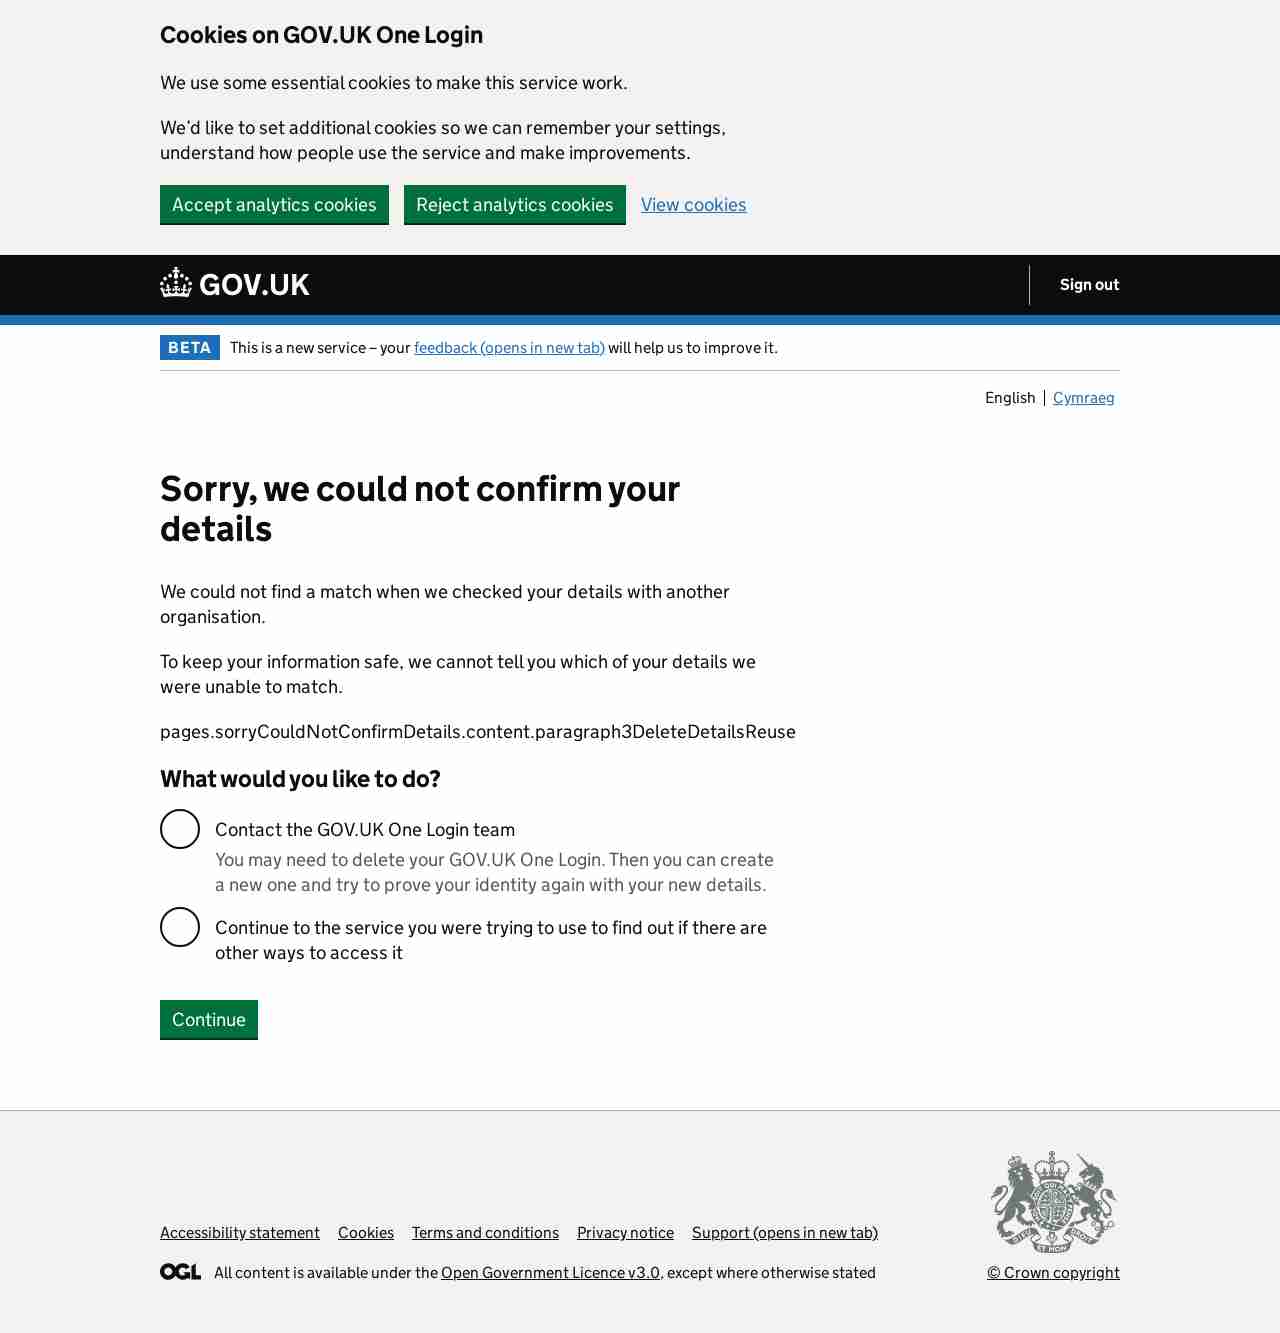 Cookies on GOV.UK One Login
We use some essential cookies to make this service work.
We’d like to set additional cookies so we can remember your settings,
understand how people use the service and make improvements.
Accept analytics cookies Reject analytics cookies View cookies
GOV.UK Sign out
BETA This is a new service – your feedback (opens in new tab) will help us to improve it.
English Cymraeg
Sorry, we could not confirm your
details
We could not find a match when we checked your details with another
organisation.
To keep your information safe, we cannot tell you which of your details we
were unable to match.
pages.sorryCouldNotConfirmDetails.content.paragraph3DeleteDetailsReuse
What would you like to do?
Contact the GOV.UK One Login team
You may need to delete your GOV.UK One Login. Then you can create
a new one and try to prove your identity again with your new details.
Continue to the service you were trying to use to find out if there are
other ways to access it
Continue
Accessibility statement Cookies Terms and conditions Privacy notice Support (opens in new tab)
OGL All content is available under the Open Government Licence v3.0, except where otherwise stated
© Crown copyright